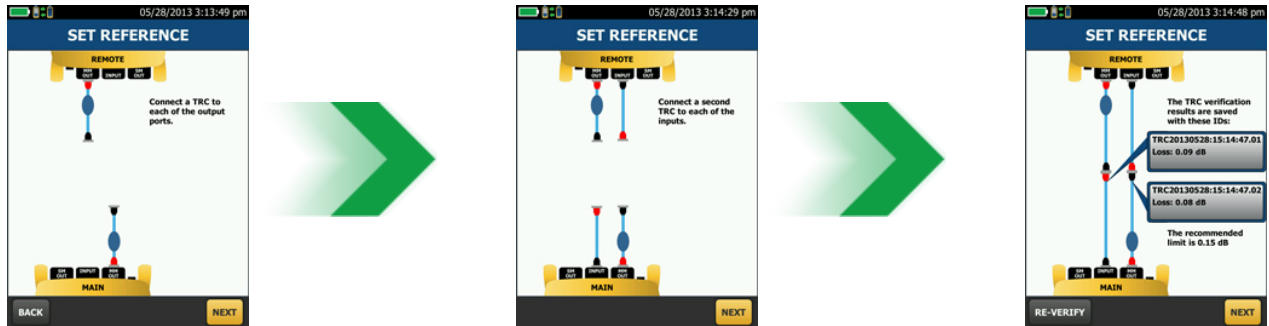 05/28/2013 3:13:49 pm
SET REFERENCE
REMOTE
MM OUT
INPUT
SM OUT
Connect a TRC to
each of the output
ports.
SM OUT
INPUT
MM OUT
MAIN
BACK
NEXT
05/28/2013 3:14:29 pm
SET REFERENCE
REMOTE
MM OUT
INPUT
SM OUT
Connect a second
TRC to each of the
inputs.
SM OUT
INPUT
MM OUT
MAIN
NEXT
05/28/2013 3:14:48 pm
SET REFERENCE
REMOTE
MM OUT
INPUT
SM OUT
The TRC verification
results are saved
with these IDs:
TRC20130528:15:14:47.01
Loss: 0.09 dB
TRC20130528:15:14:47.02
Loss: 0.08 dB
The recommended
limit is 0.15 dB
SM OUT
INPUT
MM OUT
MAIN
RE-VERIFY
NEXT